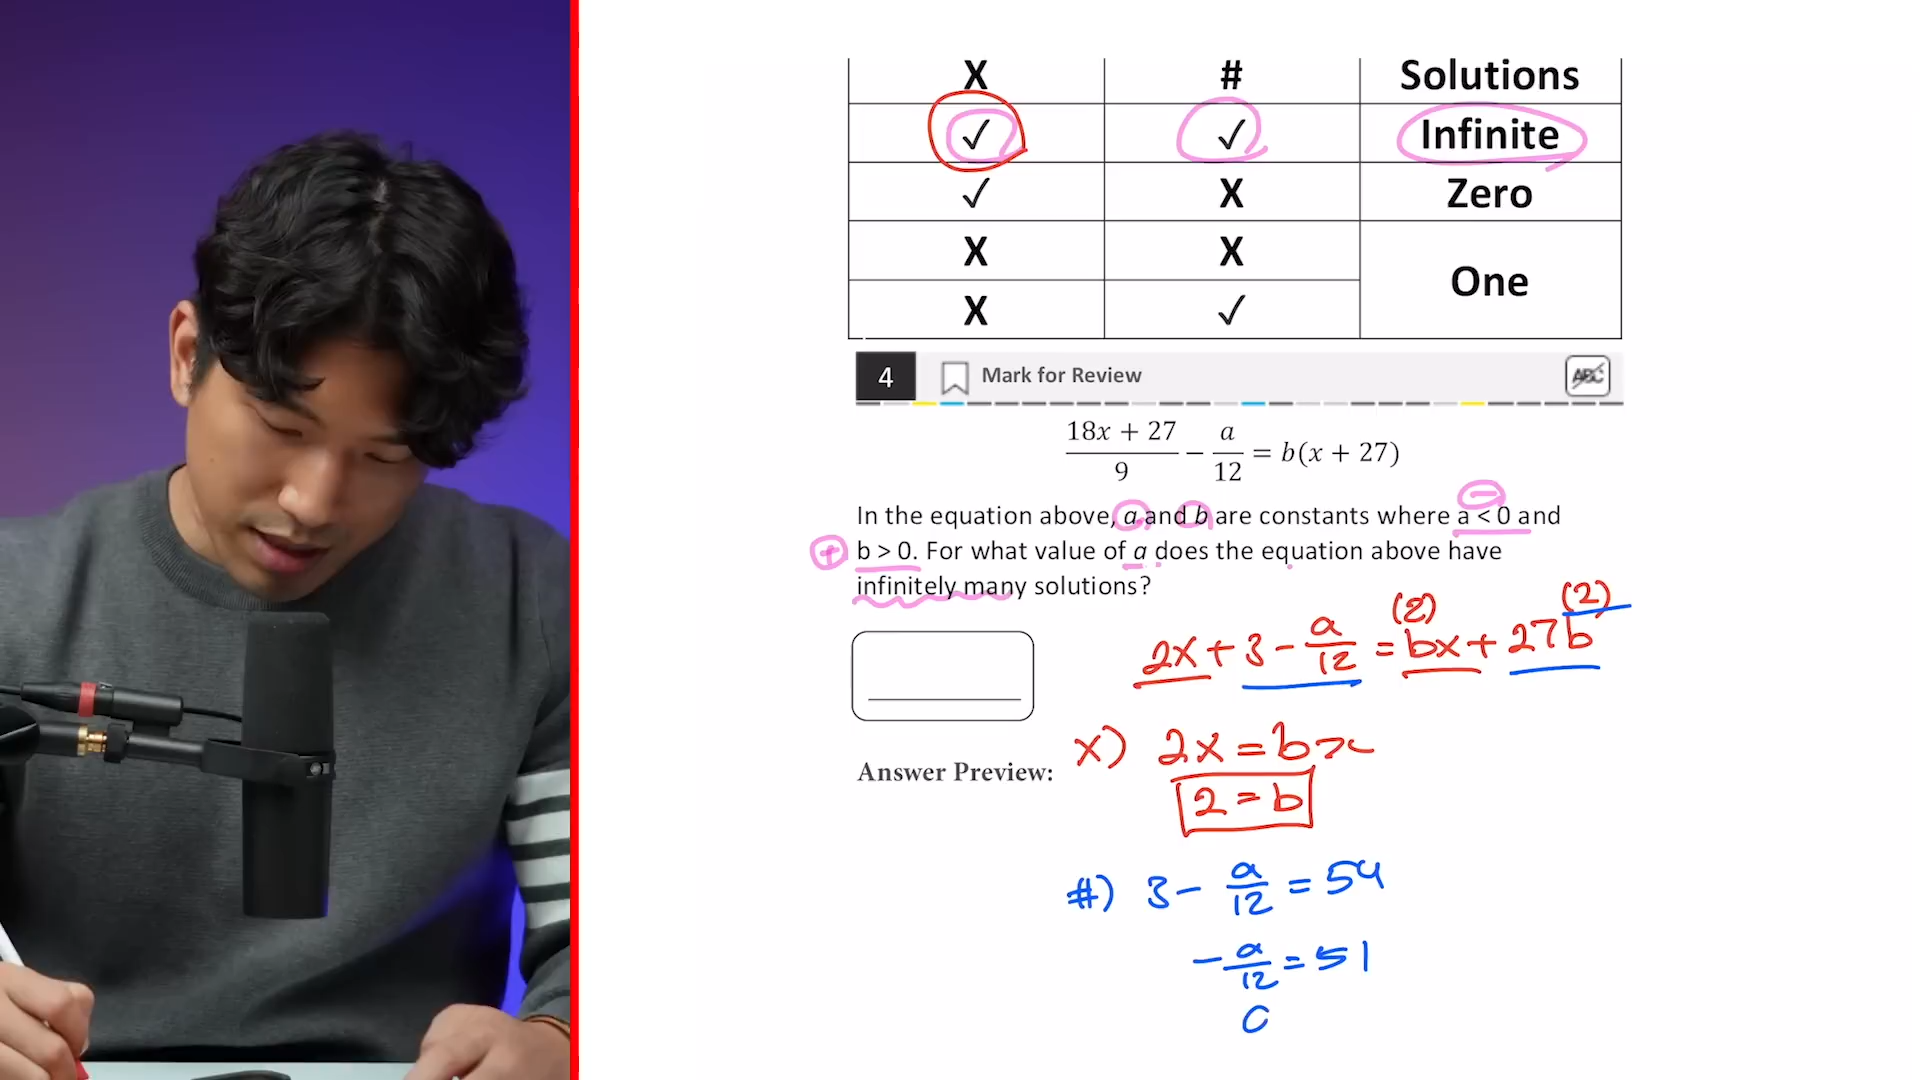 X # Solutions
✓ ✓ Infinite
✓ X Zero
X X One
X ✓
4 Mark for Review ABC
18x + 27 / 9 − a / 12 = b(x + 27)
−
In the equation above, a and b are constants where a < 0 and
+ b > 0. For what value of a does the equation above have
infinitely many solutions?
(2) (2)
2x + 3 − a/12 = bx + 27b
x) 2x = bx
Answer Preview:
2 = b
#) 3 − a/12 = 54
− a/12 = 51